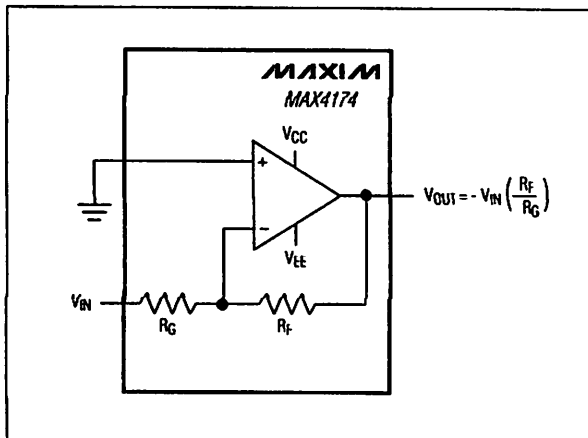 MAXIM
MAX4174
VCC
+
−
VEE
VOUT = - VIN (RF/RG)
VIN
RG
RF